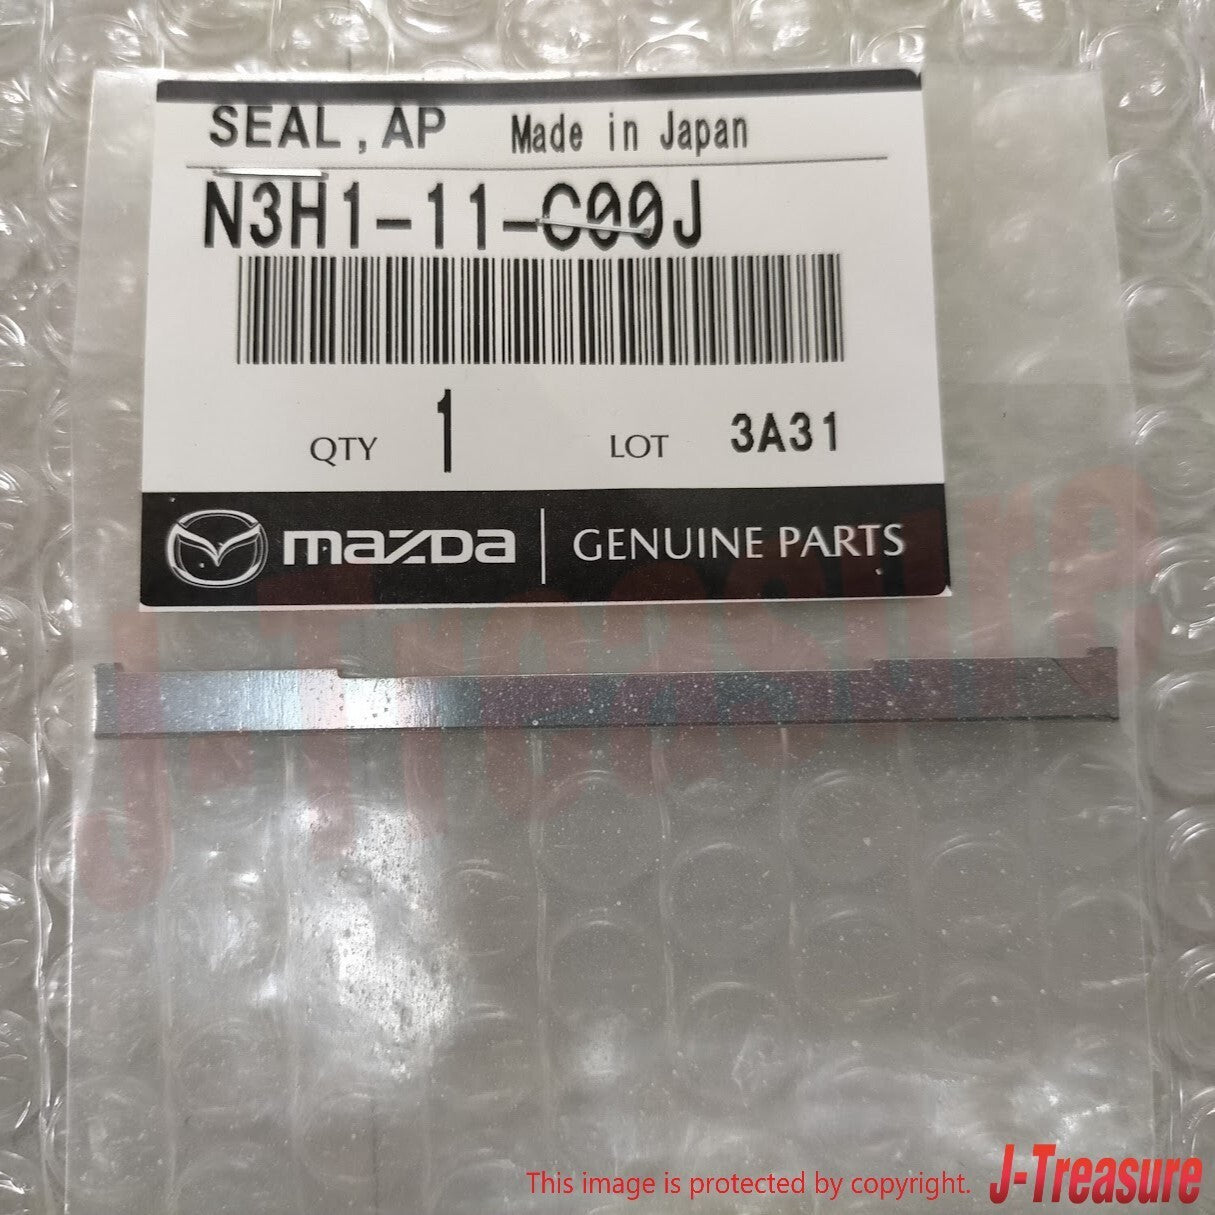 SEAL,AP Made in Japan
N3H1-11-C00J
QTY 1 LOT 3A31
mazda GENUINE PARTS
J-Treasure
This image is protected by copyright. J-Treasure